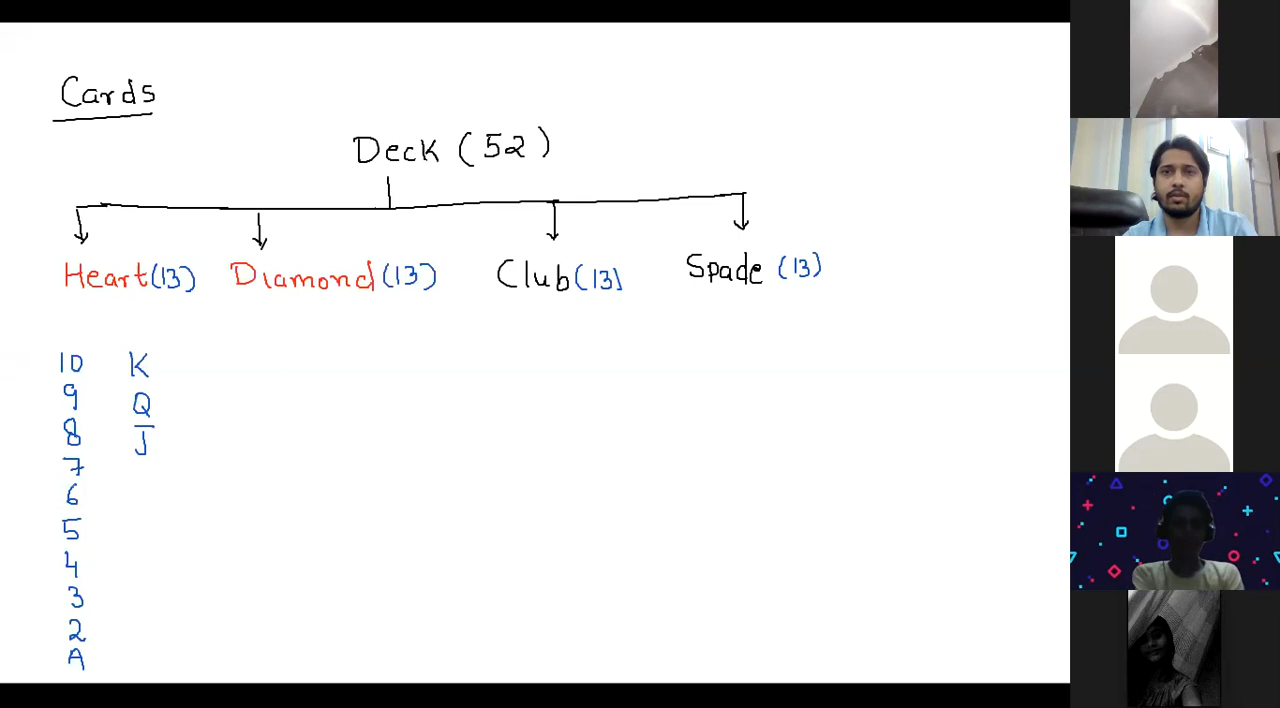 Cards
Deck (52)
Heart(13) Diamond(13) Club(13) Spade (13)
10 K
9 Q
8 J
7
6
5
4
3
2
A